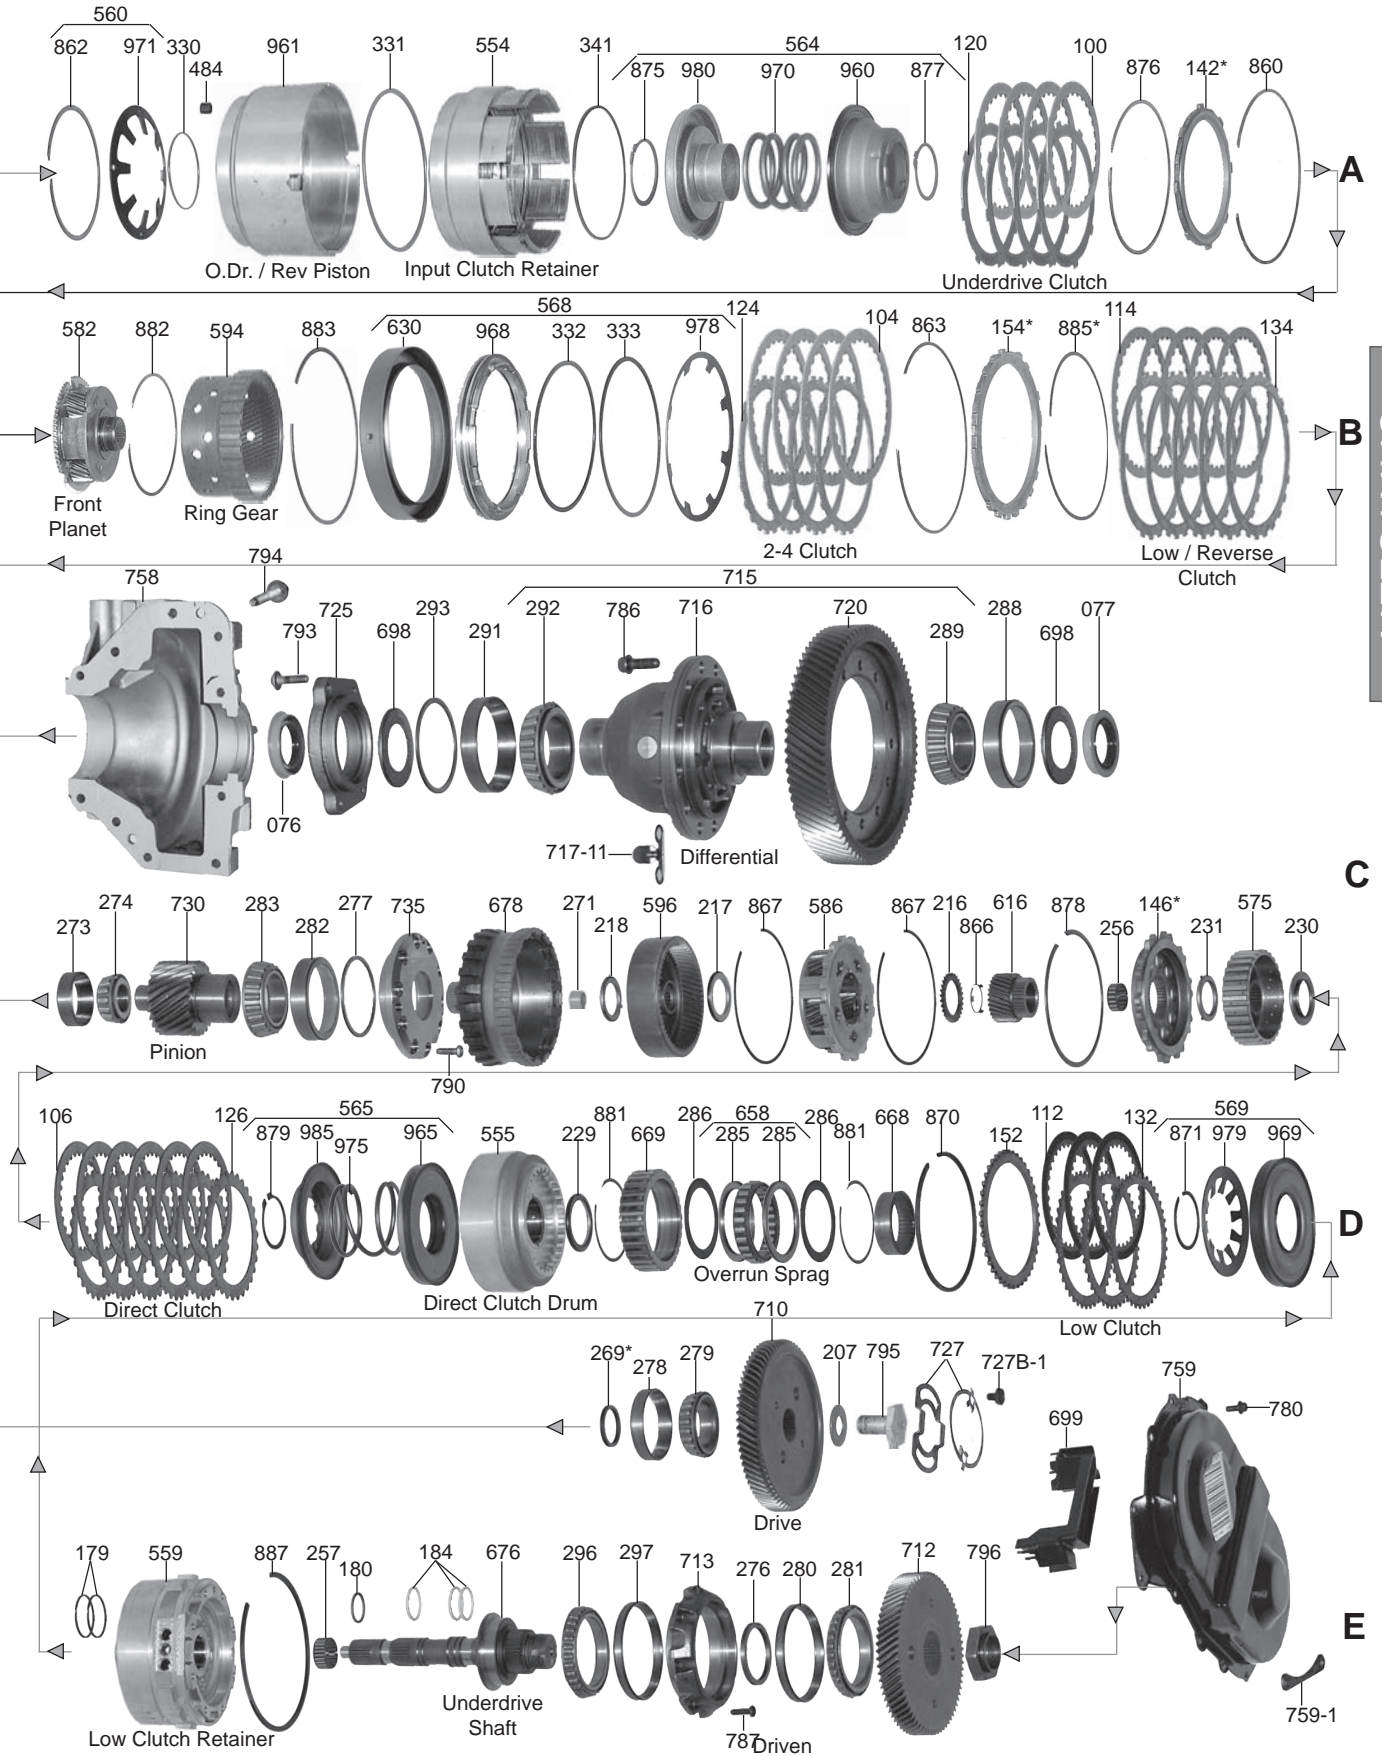 560
862 971 330 961 331 554 341 564 120 100
484 875 980 970 960 877 876 142* 860
A
O.Dr. / Rev Piston Input Clutch Retainer
Underdrive Clutch
568
582 882 594 883 630 968 332 333 978 124 104 863 154* 885* 114 134
B
Front
Planet
Ring Gear
2-4 Clutch
Low / Reverse
Clutch
794
758 715
725 293 292 786 716 720 288 077
793 698 291 289 698
076
717-11 Differential
C
274 730 283 277 735 678 271 596 217 867 586 867 216 616 878 146* 575
273 282 218 866 256 231 230
Pinion
790
106 126 565 881 286 658 286 870 112 132 569
879 985 975 965 555 229 669 285 285 881 668 152 871 979 969
D
Overrun Sprag
Direct Clutch Direct Clutch Drum
Low Clutch
710
269* 278 279 207 795 727 727B-1 759
780
699
Drive
179 559 887 257 180 184 676 296 297 713 276 280 281 712 796
E
Underdrive
Shaft
759-1
Low Clutch Retainer
787 Driven